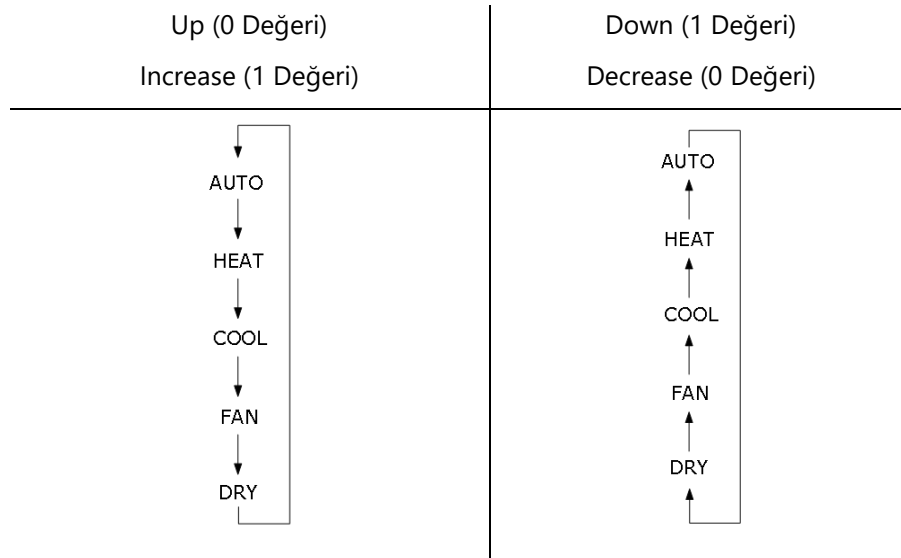 Up (0 Değeri)
Increase (1 Değeri)
Down (1 Değeri)
Decrease (0 Değeri)
AUTO
HEAT
COOL
FAN
DRY
AUTO
HEAT
COOL
FAN
DRY